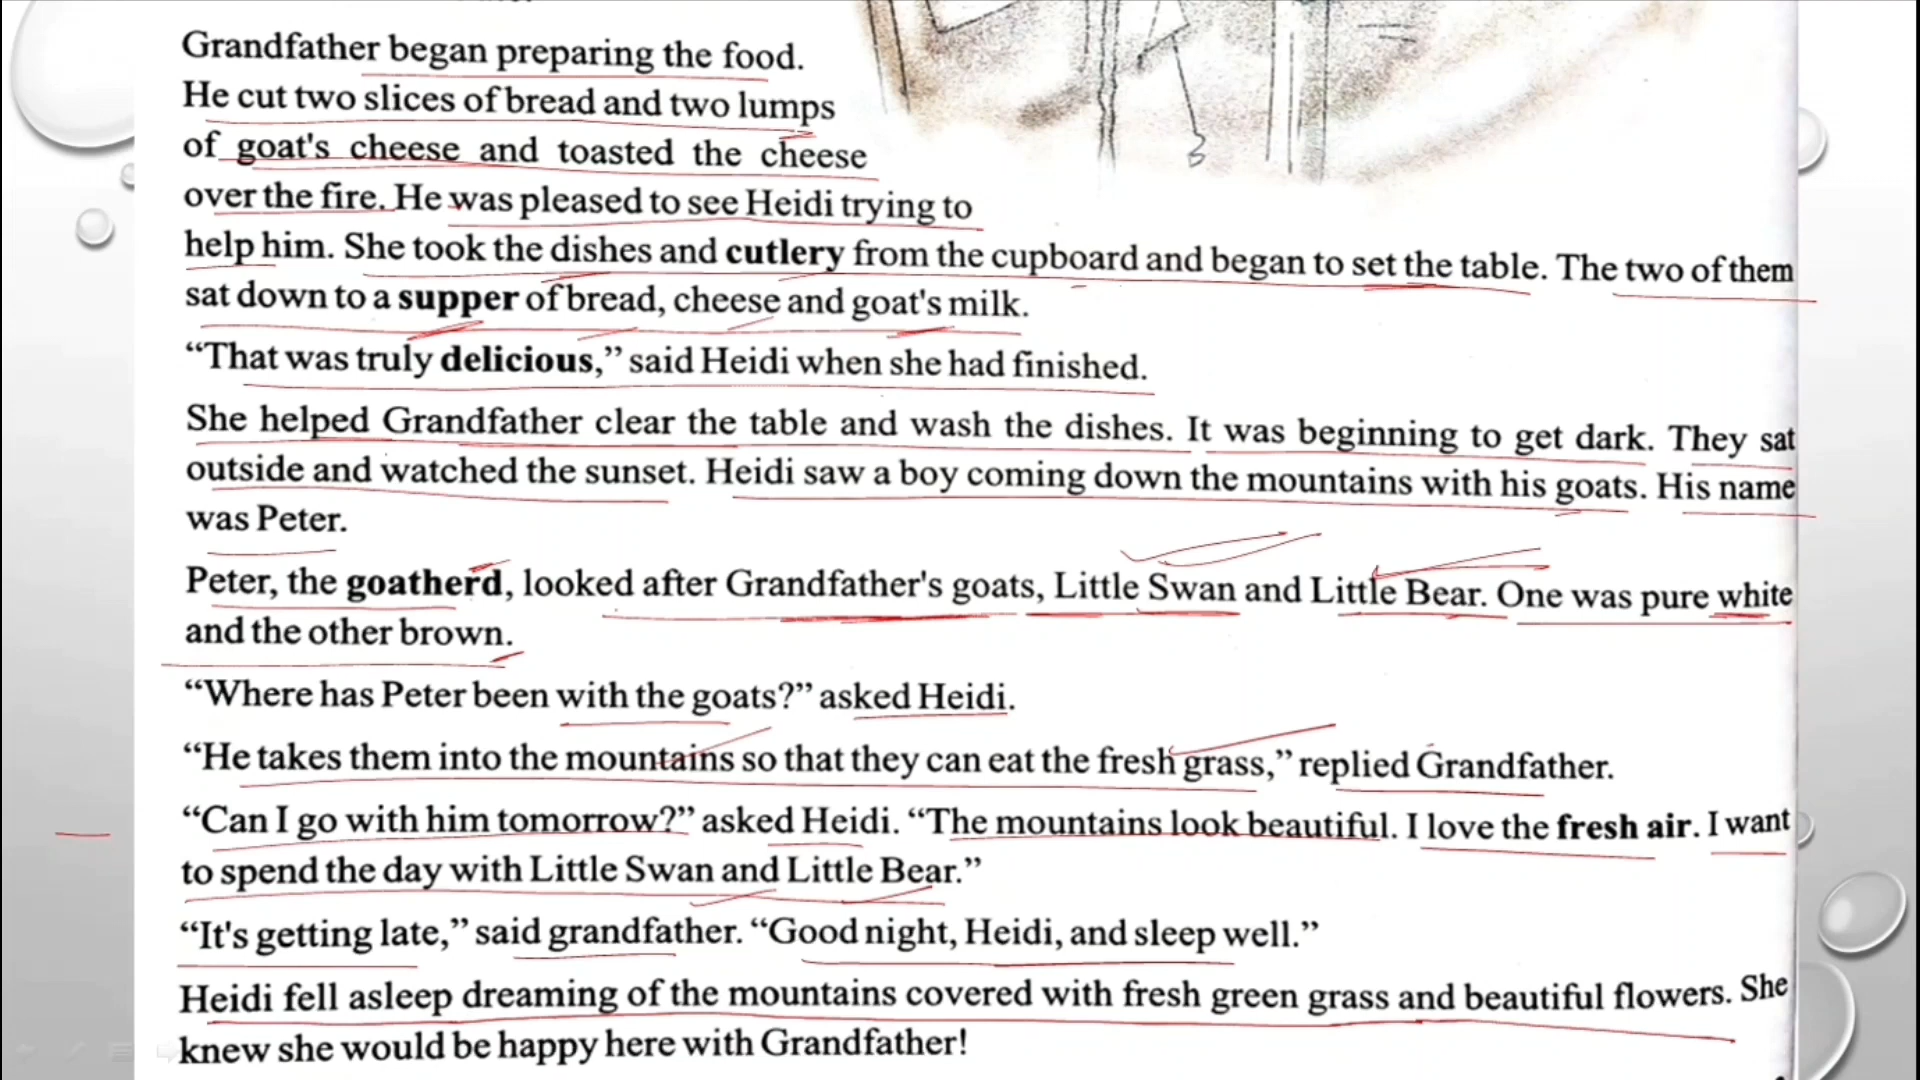 Grandfather began preparing the food.
He cut two slices of bread and two lumps
of goat's cheese and toasted the cheese
over the fire. He was pleased to see Heidi trying to
help him. She took the dishes and cutlery from the cupboard and began to set the table. The two of them
sat down to a supper of bread, cheese and goat's milk.
“That was truly delicious,” said Heidi when she had finished.
She helped Grandfather clear the table and wash the dishes. It was beginning to get dark. They sat
outside and watched the sunset. Heidi saw a boy coming down the mountains with his goats. His name
was Peter.
Peter, the goatherd, looked after Grandfather's goats, Little Swan and Little Bear. One was pure white
and the other brown.
“Where has Peter been with the goats?” asked Heidi.
“He takes them into the mountains so that they can eat the fresh grass,” replied Grandfather.
“Can I go with him tomorrow?” asked Heidi. “The mountains look beautiful. I love the fresh air. I want
to spend the day with Little Swan and Little Bear.”
“It's getting late,” said grandfather. “Good night, Heidi, and sleep well.”
Heidi fell asleep dreaming of the mountains covered with fresh green grass and beautiful flowers. She
knew she would be happy here with Grandfather!